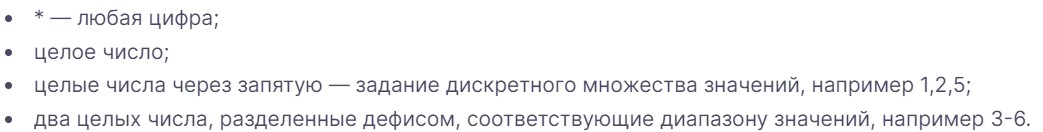 • * — любая цифра;
• целое число;
• целые числа через запятую — задание дискретного множества значений, например 1,2,5;
• два целых числа, разделенные дефисом, соответствующие диапазону значений, например 3-6.